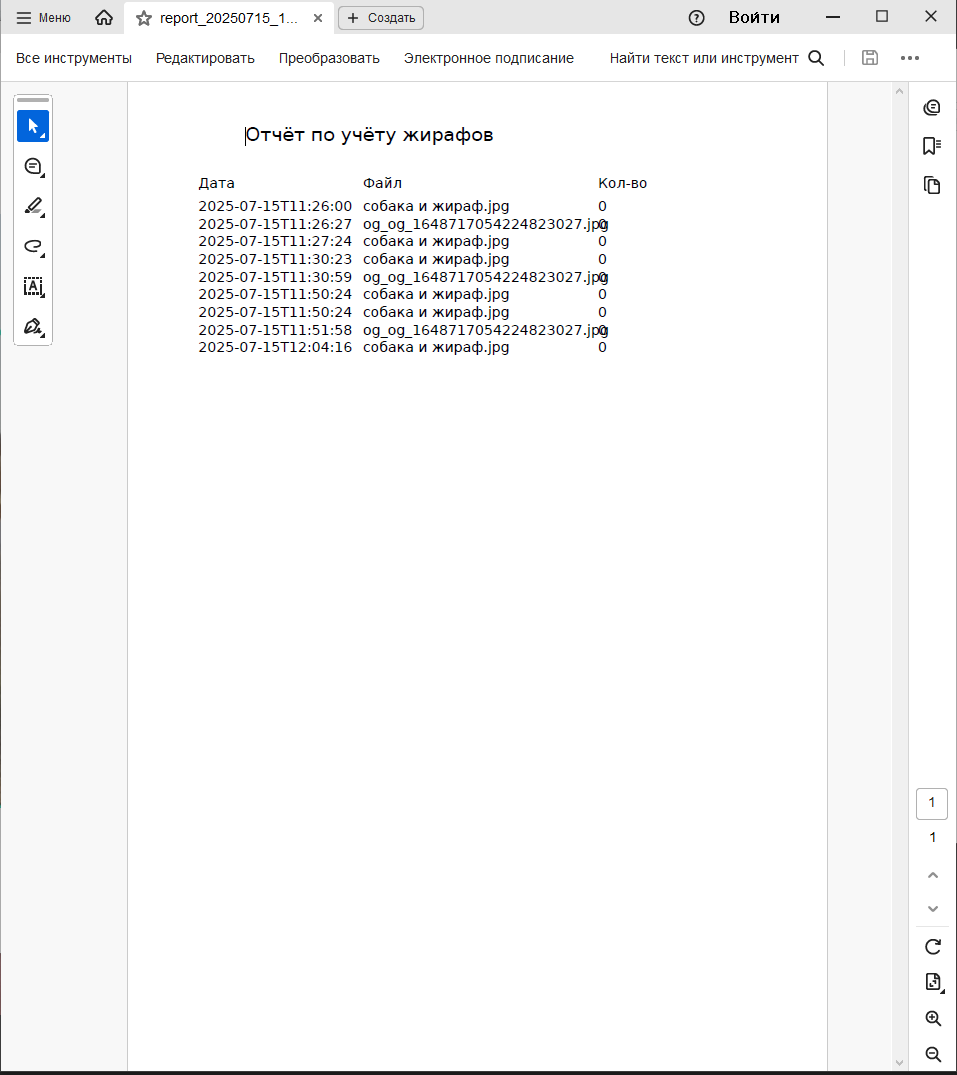 Меню
report_20250715_1...
Создать
Войти
Все инструменты Редактировать Преобразовать Электронное подписание Найти текст или инструмент
Отчёт по учёту жирафов
Дата Файл Кол-во
2025-07-15T11:26:00 собака и жираф.jpg 0
2025-07-15T11:26:27 og_og_1648717054224823027.jpg 0
2025-07-15T11:27:24 собака и жираф.jpg 0
2025-07-15T11:30:23 собака и жираф.jpg 0
2025-07-15T11:30:59 og_og_1648717054224823027.jpg 0
2025-07-15T11:50:24 собака и жираф.jpg 0
2025-07-15T11:50:24 собака и жираф.jpg 0
2025-07-15T11:51:58 og_og_1648717054224823027.jpg 0
2025-07-15T12:04:16 собака и жираф.jpg 0
1
1